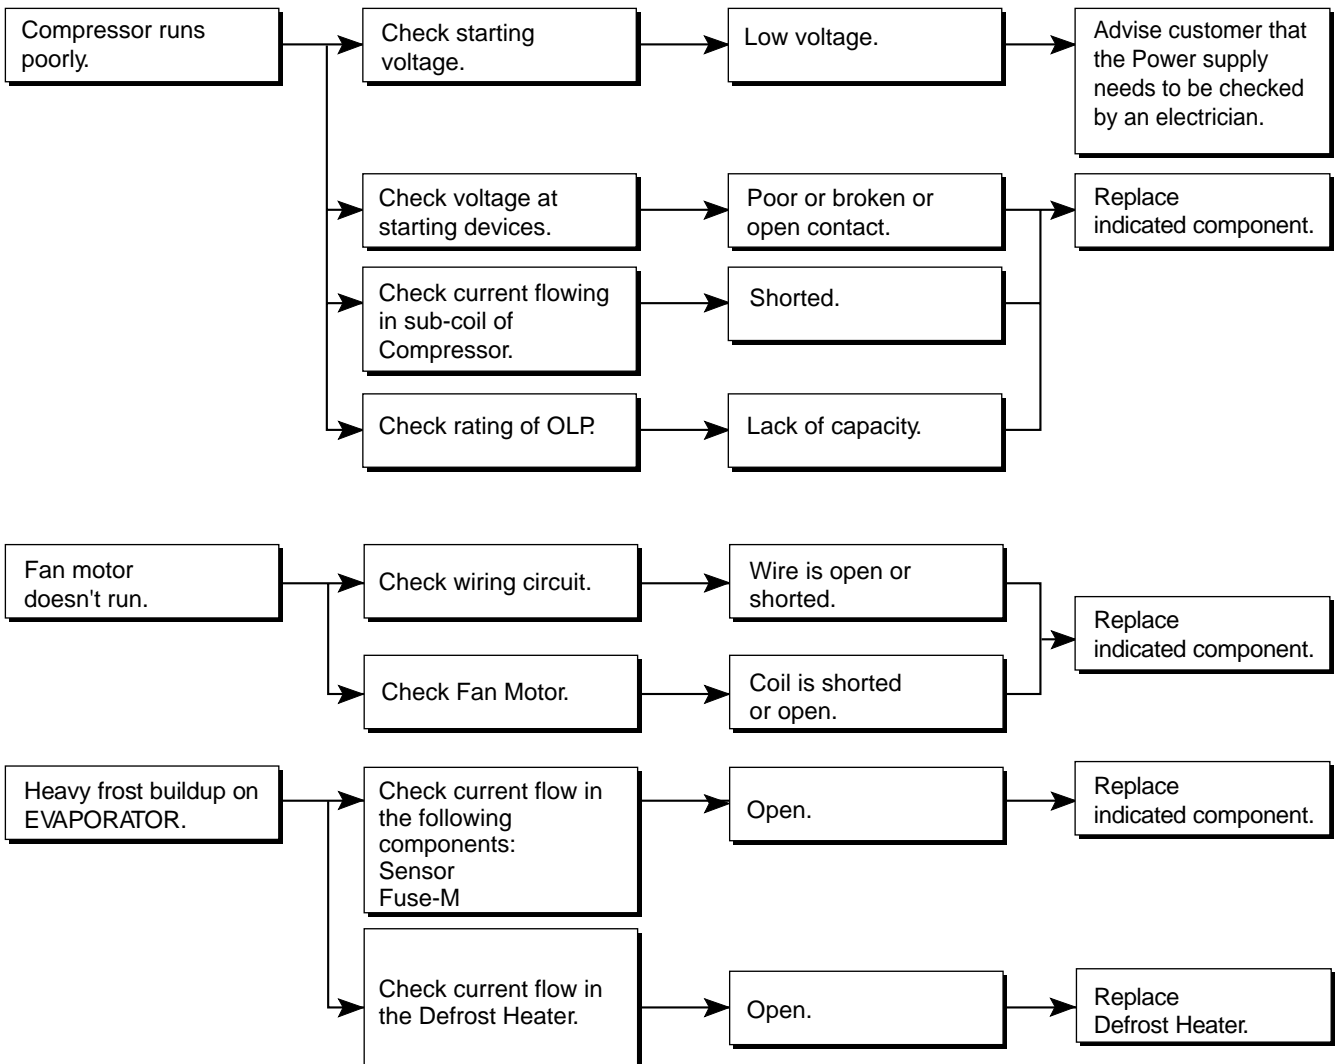 Compressor runs
poorly.
Check starting
voltage.
Low voltage.
Advise customer that
the Power supply
needs to be checked
by an electrician.
Check voltage at
starting devices.
Poor or broken or
open contact.
Replace
indicated component.
Check current flowing
in sub-coil of
Compressor.
Shorted.
Check rating of OLP.
Lack of capacity.
Fan motor
doesn't run.
Check wiring circuit.
Wire is open or
shorted.
Replace
indicated component.
Check Fan Motor.
Coil is shorted
or open.
Heavy frost buildup on
EVAPORATOR.
Check current flow in
the following
components:
Sensor
Fuse-M
Open.
Replace
indicated component.
Check current flow in
the Defrost Heater.
Open.
Replace
Defrost Heater.